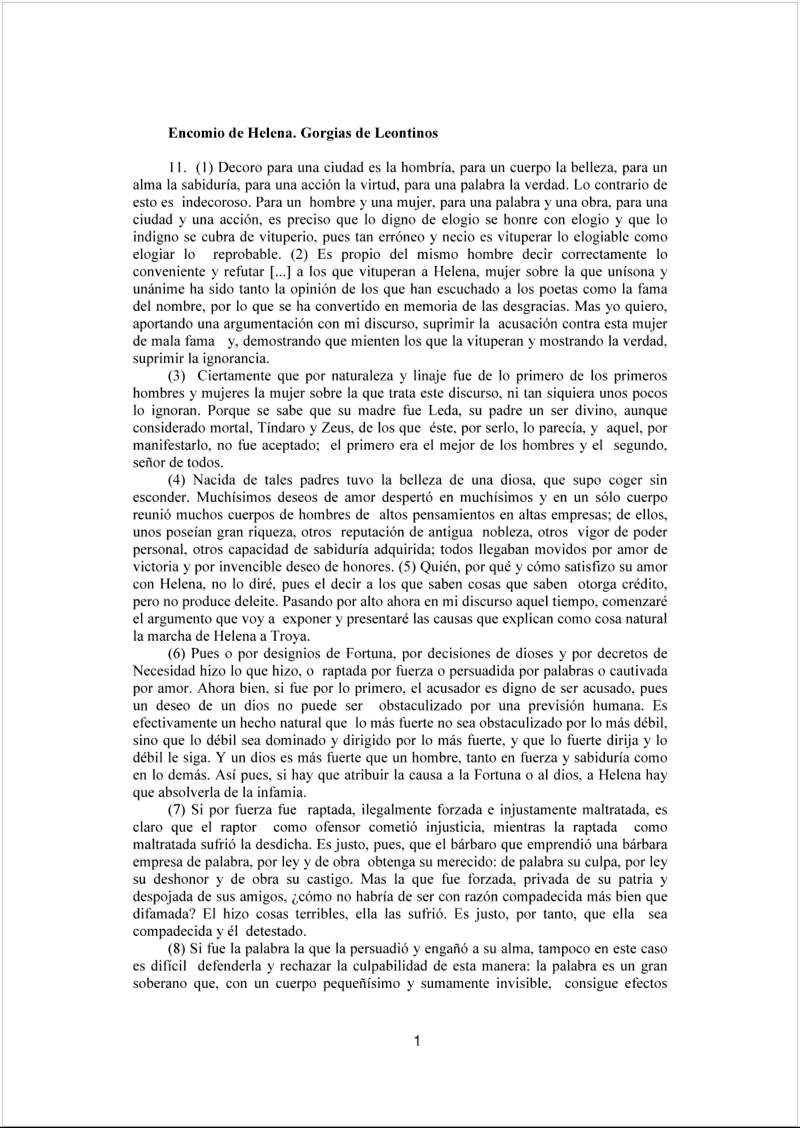 Encomio de Helena. Gorgias de Leontinos
11. (1) Decoro para una ciudad es la hombría, para un cuerpo la belleza, para un
alma la sabiduría, para una acción la virtud, para una palabra la verdad. Lo contrario de
esto es indecoroso. Para un hombre y una mujer, para una palabra y una obra, para una
ciudad y una acción, es preciso que lo digno de elogio se honre con elogio y que lo
indigno se cubra de vituperio, pues tan erróneo y necio es vituperar lo elogiable como
elogiar lo reprobable. (2) Es propio del mismo hombre decir correctamente lo
conveniente y refutar [...] a los que vituperan a Helena, mujer sobre la que unísona y
unánime ha sido tanto la opinión de los que han escuchado a los poetas como la fama
del nombre, por lo que se ha convertido en memoria de las desgracias. Mas yo quiero,
aportando una argumentación con mi discurso, suprimir la acusación contra esta mujer
de mala fama y, demostrando que mienten los que la vituperan y mostrando la verdad,
suprimir la ignorancia.
(3) Ciertamente que por naturaleza y linaje fue de lo primero de los primeros
hombres y mujeres la mujer sobre la que trata este discurso, ni tan siquiera unos pocos
lo ignoran. Porque se sabe que su madre fue Leda, su padre un ser divino, aunque
considerado mortal, Tíndaro y Zeus, de los que éste, por serlo, lo parecía, y aquel, por
manifestarlo, no fue aceptado; el primero era el mejor de los hombres y el segundo,
señor de todos.
(4) Nacida de tales padres tuvo la belleza de una diosa, que supo coger sin
esconder. Muchísimos deseos de amor despertó en muchísimos y en un sólo cuerpo
reunió muchos cuerpos de hombres de altos pensamientos en altas empresas; de ellos,
unos poseían gran riqueza, otros reputación de antigua nobleza, otros vigor de poder
personal, otros capacidad de sabiduría adquirida; todos llegaban movidos por amor de
victoria y por invencible deseo de honores. (5) Quién, por qué y cómo satisfizo su amor
con Helena, no lo diré, pues el decir a los que saben cosas que saben otorga crédito,
pero no produce deleite. Pasando por alto ahora en mi discurso aquel tiempo, comenzaré
el argumento que voy a exponer y presentaré las causas que explican como cosa natural
la marcha de Helena a Troya.
(6) Pues o por designios de Fortuna, por decisiones de dioses y por decretos de
Necesidad hizo lo que hizo, o raptada por fuerza o persuadida por palabras o cautivada
por amor. Ahora bien, si fue por lo primero, el acusador es digno de ser acusado, pues
un deseo de un dios no puede ser obstaculizado por una previsión humana. Es
efectivamente un hecho natural que lo más fuerte no sea obstaculizado por lo más débil,
sino que lo débil sea dominado y dirigido por lo más fuerte, y que lo fuerte dirija y lo
débil le siga. Y un dios es más fuerte que un hombre, tanto en fuerza y sabiduría como
en lo demás. Así pues, si hay que atribuir la causa a la Fortuna o al dios, a Helena hay
que absolverla de la infamia.
(7) Si por fuerza fue raptada, ilegalmente forzada e injustamente maltratada, es
claro que el raptor como ofensor cometió injusticia, mientras la raptada como
maltratada sufrió la desdicha. Es justo, pues, que el bárbaro que emprendió una bárbara
empresa de palabra, por ley y de obra obtenga su merecido: de palabra su culpa, por ley
su deshonor y de obra su castigo. Mas la que fue forzada, privada de su patria y
despojada de sus amigos, ¿cómo no habría de ser con razón compadecida más bien que
difamada? El hizo cosas terribles, ella las sufrió. Es justo, por tanto, que ella sea
compadecida y él detestado.
(8) Si fue la palabra la que la persuadió y engañó a su alma, tampoco en este caso
es difícil defenderla y rechazar la culpabilidad de esta manera: la palabra es un gran
soberano que, con un cuerpo pequeñísimo y sumamente invisible, consigue efectos
1